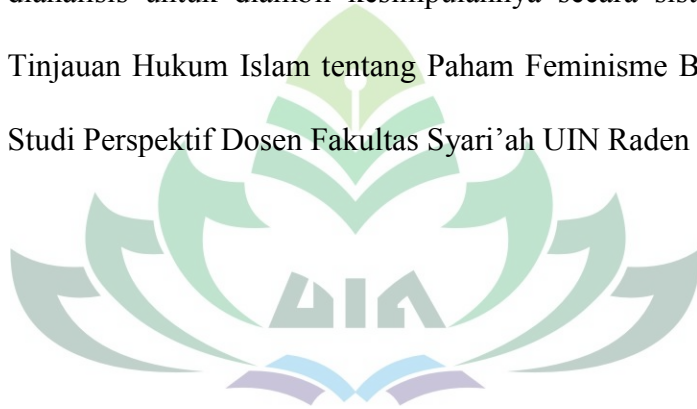 dianalisis untuk diambil kesimpulannya secara
Tinjauan Hukum Islam tentang Paham Feminisme
Studi Perspektif Dosen Fakultas Syari’ah UIN Raden
UIN